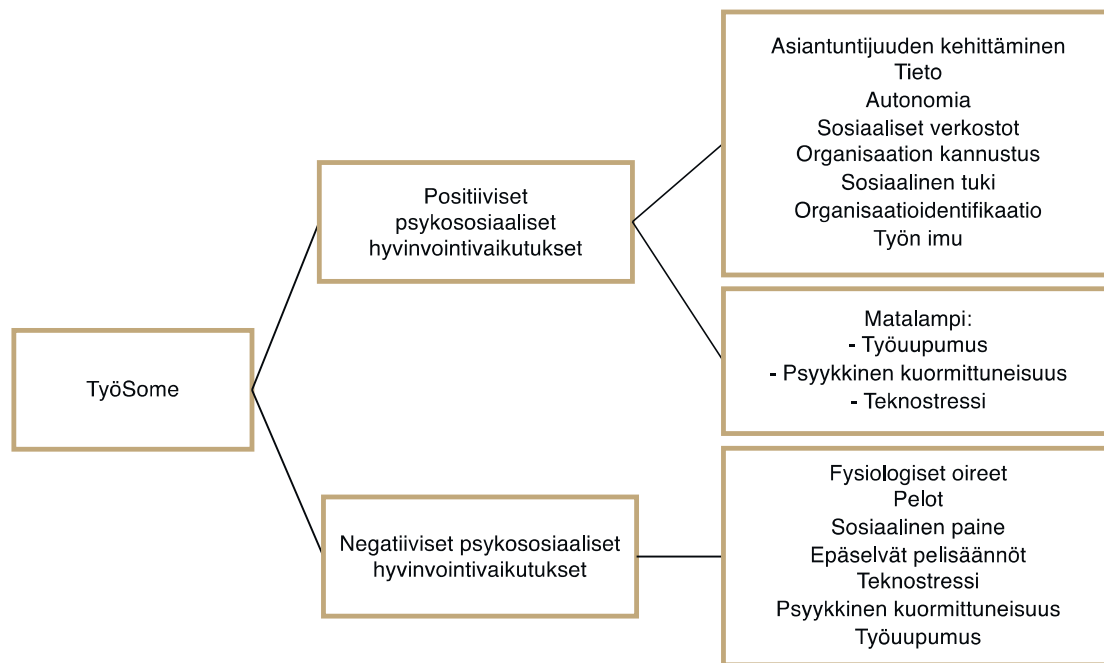 TyöSome
Positiiviset
psykososiaaliset
hyvinvointivaikutukset
Negatiiviset psykososiaaliset
hyvinvointivaikutukset
Asiantuntijuuden kehittäminen
Tieto
Autonomia
Sosiaaliset verkostot
Organisaation kannustus
Sosiaalinen tuki
Organisaatioidentifikaatio
Työn imu
Matalampi:
- Työuupumus
- Psyykkinen kuormittuneisuus
- Teknostressi
Fysiologiset oireet
Pelot
Sosiaalinen paine
Epäselvät pelisäännöt
Teknostressi
Psyykkinen kuormittuneisuus
Työuupumus